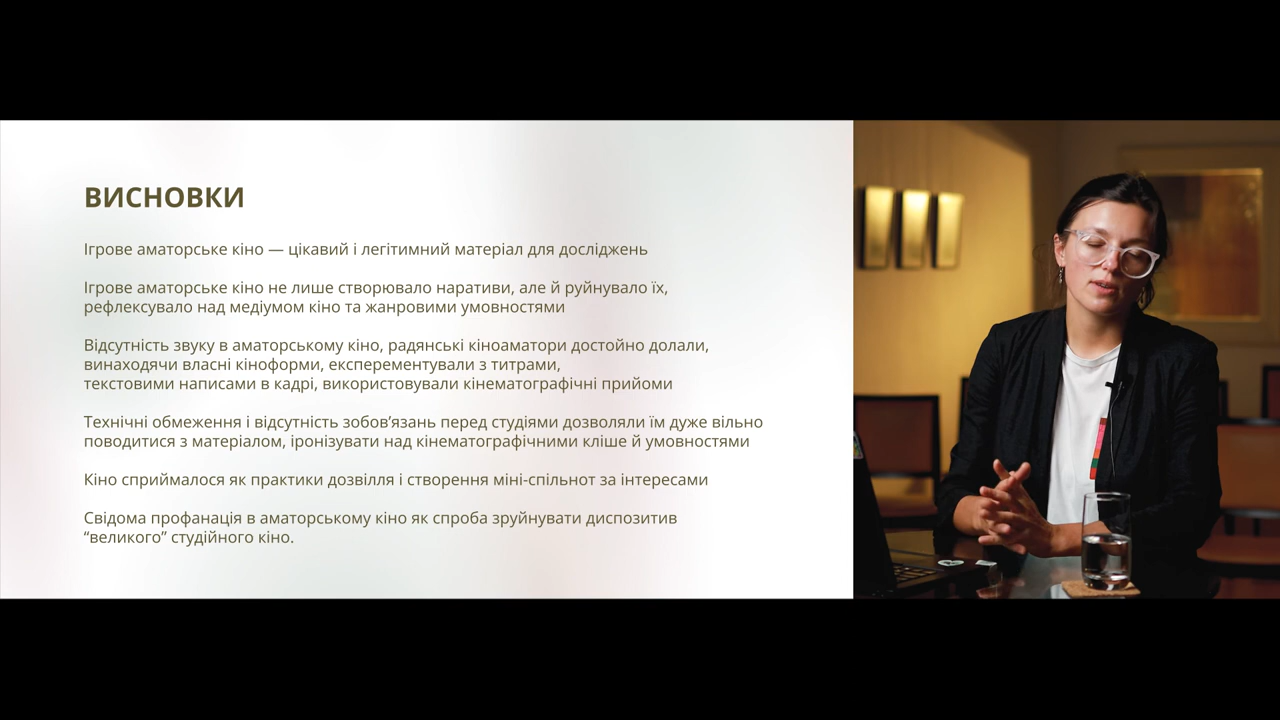 ВИСНОВКИ
Ігрове аматорське кіно — цікавий і легітимний матеріал для досліджень
Ігрове аматорське кіно не лише створювало наративи, але й руйнувало їх,
рефлексувало над медіумом кіно та жанровими умовностями
Відсутність звуку в аматорському кіно, радянські кіноаматори достойно долали,
винаходячи власні кіноформи, експерементували з титрами,
текстовими написами в кадрі, використовували кінематографічні прийоми
Технічні обмеження і відсутність зобов’язань перед студіями дозволяли їм дуже вільно
поводитися з матеріалом, іронізувати над кінематографічними кліше й умовностями
Кіно сприймалося як практики дозвілля і створення міні-спільнот за інтересами
Свідома профанація в аматорському кіно як спроба зруйнувати диспозитив
“великого” студійного кіно.